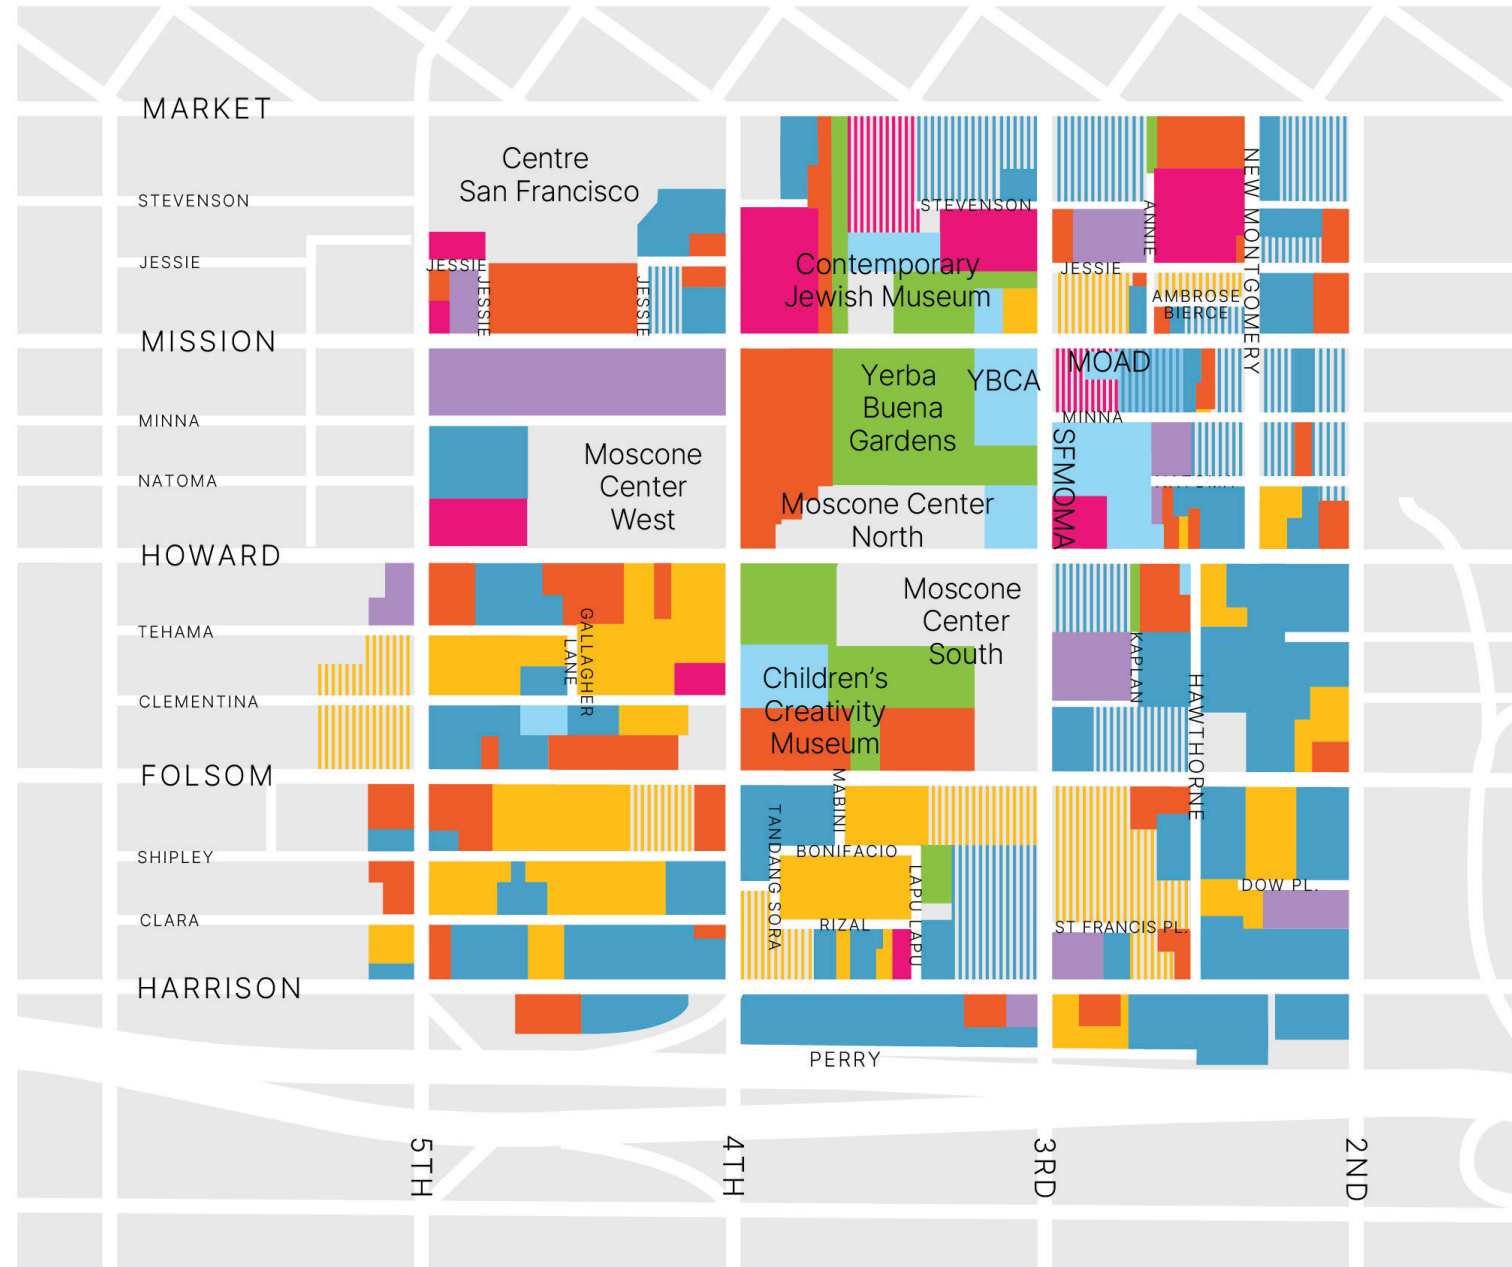 MARKET
Centre
San Francisco
STEVENSON
STEVENSON
ANNIE
NEW MONTGOMERY
JESSIE
JESSIE
JESSIE
JESSIE
Contemporary
Jewish Museum
JESSIE
AMBROSE
BIERCE
MISSION
Yerba
Buena
Gardens
YBCA
MOAD
MINNA
MINNA
Moscone
Center
West
SFMOMA
NATOMA
NATOMA
Moscone Center
North
HOWARD
Moscone
Center
South
TEHAMA
GALLAGHER
LANE
KAPLAN
HAWTHORNE
CLEMENTINA
Children's
Creativity
Museum
FOLSOM
MABINI
TANDANG SORA
BONIFACIO
SHIPLEY
LAPU LAPU
DOW PL.
CLARA
RIZAL
ST FRANCIS PL.
HARRISON
PERRY
5TH
4TH
3RD
2ND